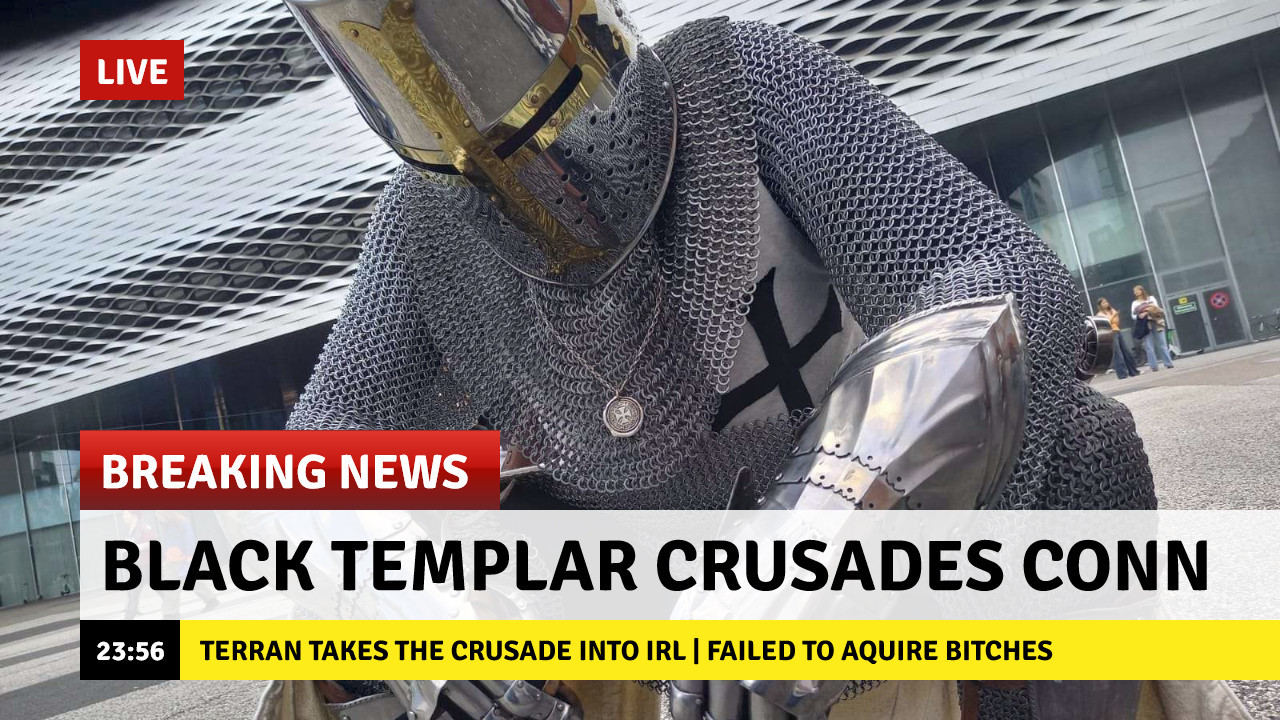 LIVE
BREAKING NEWS
BLACK TEMPLAR CRUSADES CONN
23:56
TERRAN TAKES THE CRUSADE INTO IRL | FAILED TO AQUIRE BITCHES